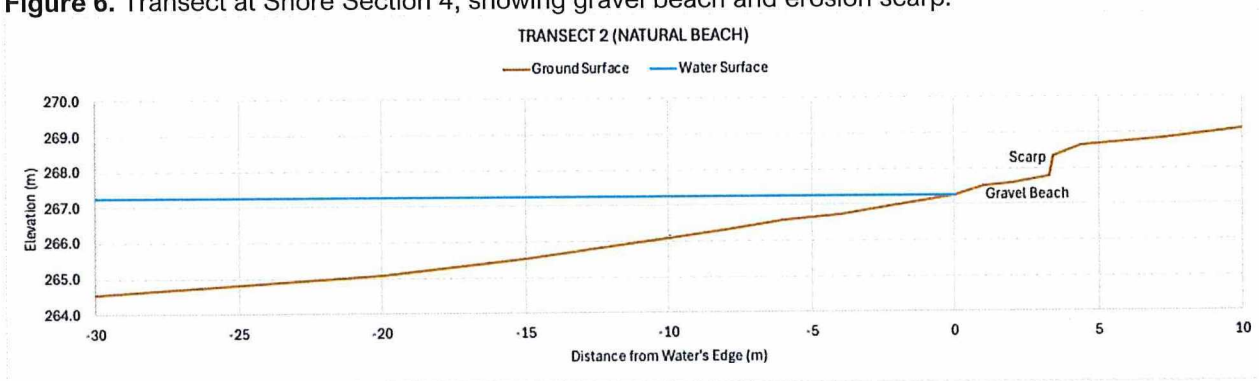 Figure 6. Transect at Shore Section 4, showing gravel beach and erosion scarp.
TRANSECT 2 (NATURAL BEACH)
Ground Surface Water Surface
270.0
269.0
268.0
267.0
266.0
265.0
264.0
Elevation (m)
Scarp
Gravel Beach
-30 -25 -20 -15 -10 -5 0 5 10
Distance from Water's Edge (m)